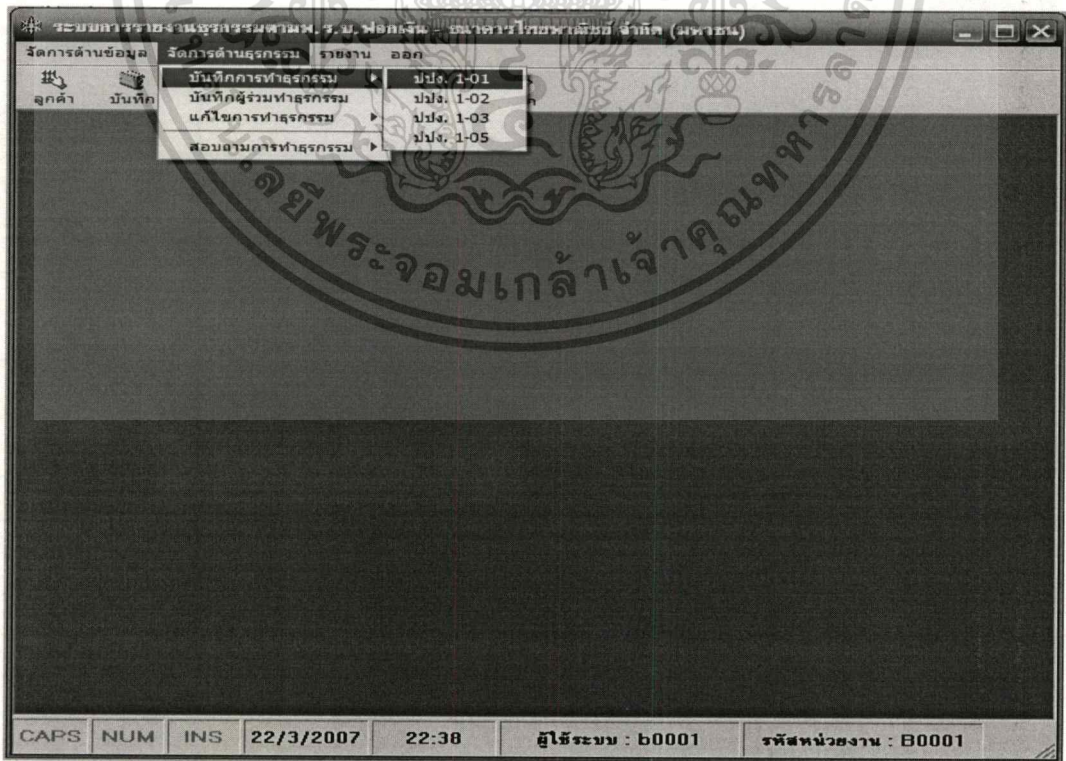 ระบบการรายงานธุรกรรมตามพ.ร.บ.ฟอกเงิน - ธนาคารไทยพาณิชย์ จำกัด (มหาชน)
จัดการด้านข้อมูล จัดการด้านธุรกรรม รายงาน ออก
ลูกค้า บันทึก
บันทึกการทำธุรกรรม
บันทึกผู้ร่วมทำธุรกรรม
แก้ไขการทำธุรกรรม
สอบถามการทำธุรกรรม
ปปง. 1-01
ปปง. 1-02
ปปง. 1-03
ปปง. 1-05
พระจอมเกล้าเจ้าคุณทหารลาด
CAPS NUM INS 22/3/2007 22:38 ผู้ใช้ระบบ : b0001 รหัสหน่วยงาน : B0001